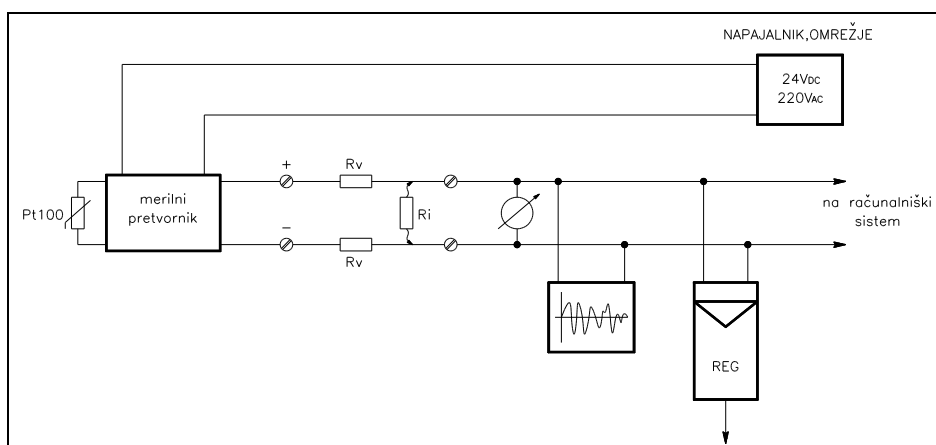 NAPAJALNIK,OMREŽJE
24VDC
220VAC
+
Rv
Pt100
merilni
pretvornik
Ri
na računalniški
sistem
–
Rv
REG